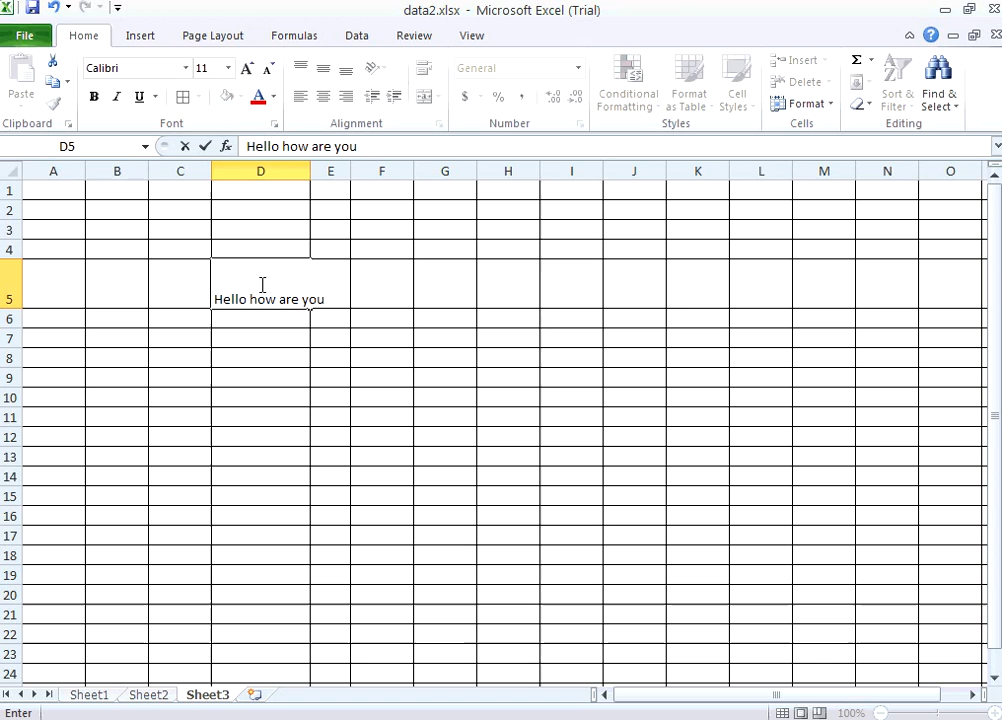 data2.xlsx - Microsoft Excel (Trial)
File Home Insert Page Layout Formulas Data Review View
Calibri 11 General Insert Σ
Paste B I U $ % , Conditional Formatting Format as Table Cell Styles Delete Format Sort & Filter Find & Select
Clipboard Font Alignment Number Styles Cells Editing
D5 fx Hello how are you
A B C D E F G H I J K L M N O
1
2
3
4
5 Hello how are you
6
7
8
9
10
11
12
13
14
15
16
17
18
19
20
21
22
23
24
Sheet1 Sheet2 Sheet3
Enter 100%